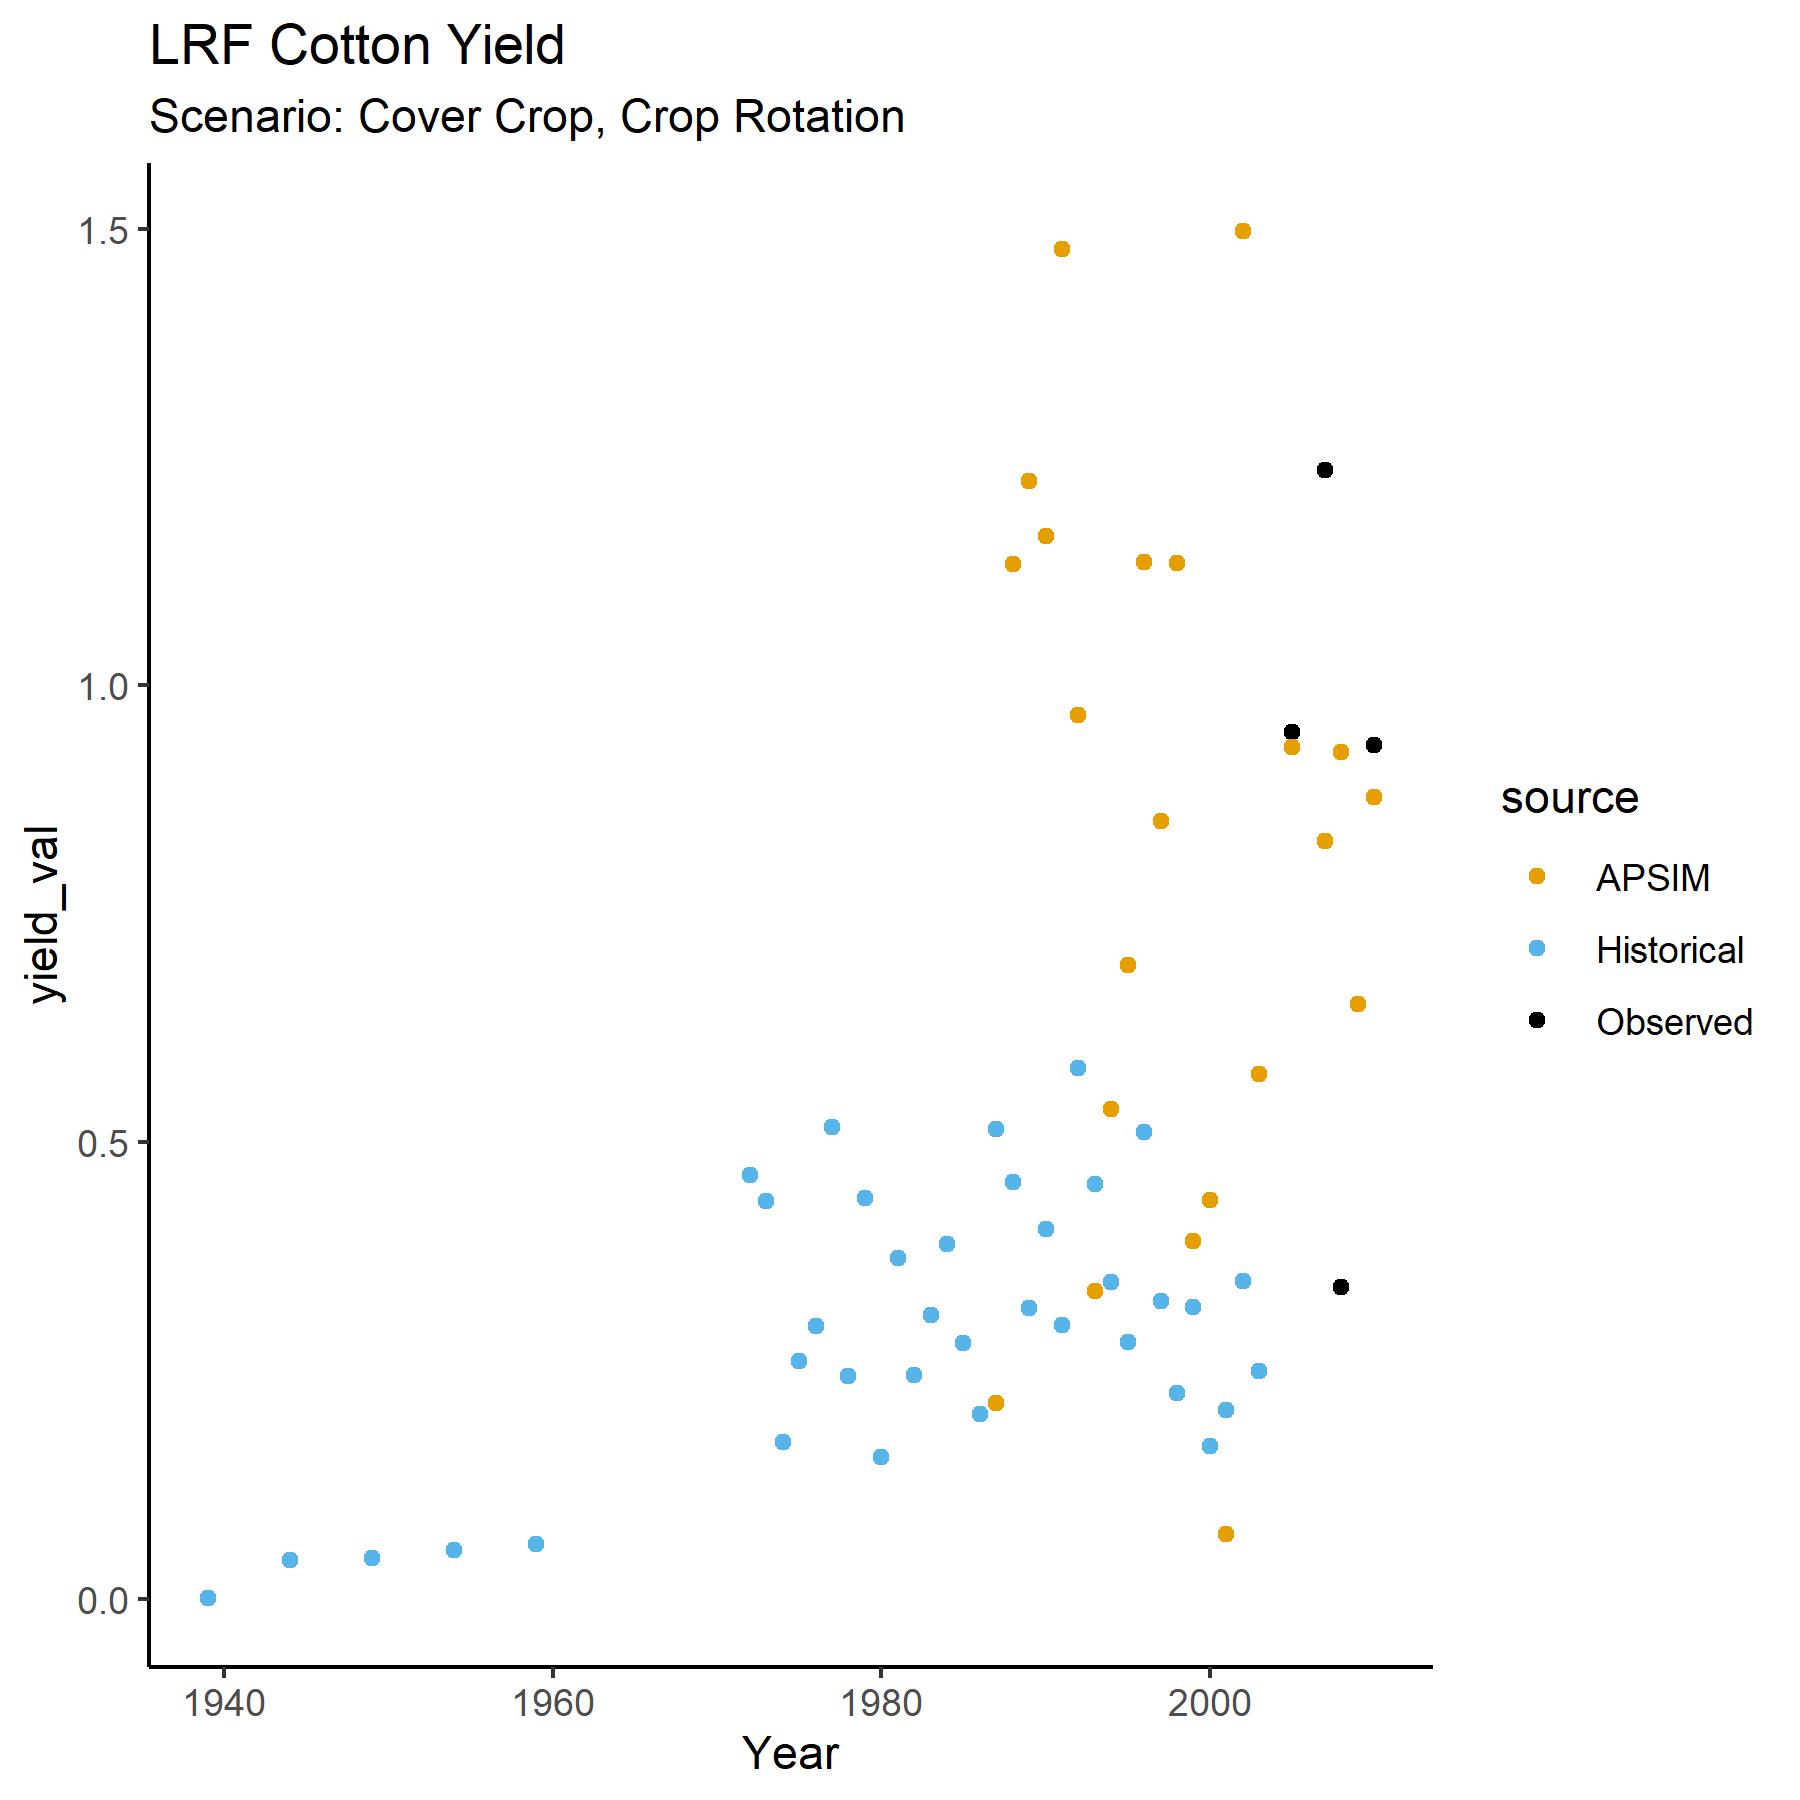 LRF Cotton Yield
Scenario: Cover Crop, Crop Rotation
1.5
1.0
0.5
0.0
yield_val
1940 1960 1980 2000
Year
source
APSIM
Historical
Observed